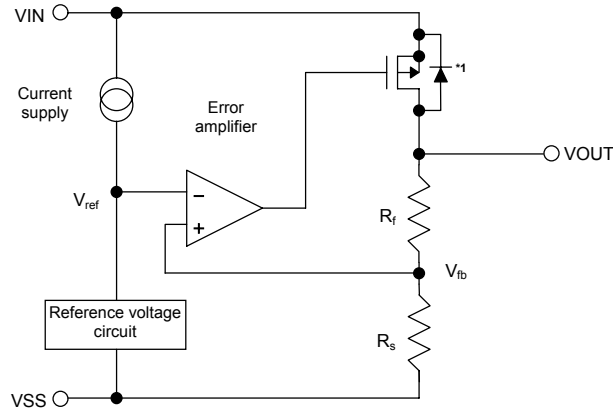 VIN
*1
Current
supply
Error
amplifier
VOUT
Vref
−
+
Rf
Vfb
Reference voltage
circuit
Rs
VSS